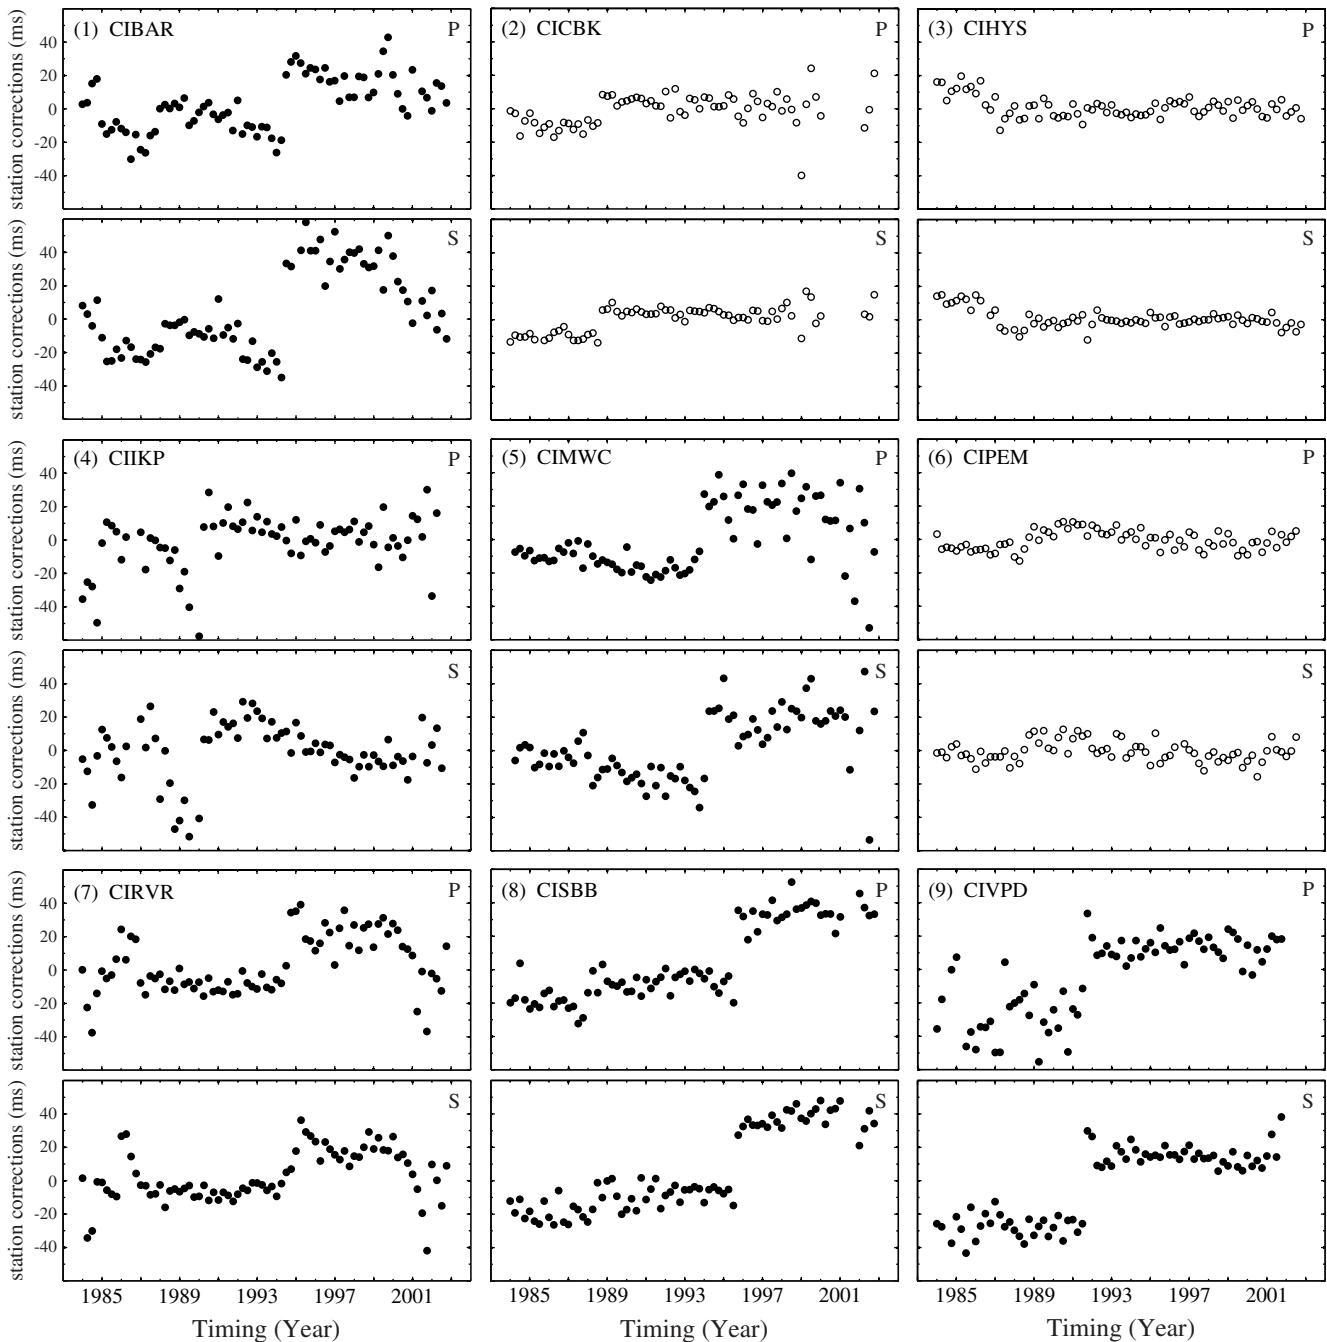 (1) CIBAR P (2) CICBK P (3) CIHYS P
station corrections (ms) 40 20 0 -20 -40
S S S
station corrections (ms) 40 20 0 -20 -40
(4) CIIKP P (5) CIMWC P (6) CIPEM P
station corrections (ms) 40 20 0 -20 -40
S S S
station corrections (ms) 40 20 0 -20 -40
(7) CIRVR P (8) CISBB P (9) CIVPD P
station corrections (ms) 40 20 0 -20 -40
S S S
station corrections (ms) 40 20 0 -20 -40
1985 1989 1993 1997 2001 1985 1989 1993 1997 2001 1985 1989 1993 1997 2001
Timing (Year) Timing (Year) Timing (Year)